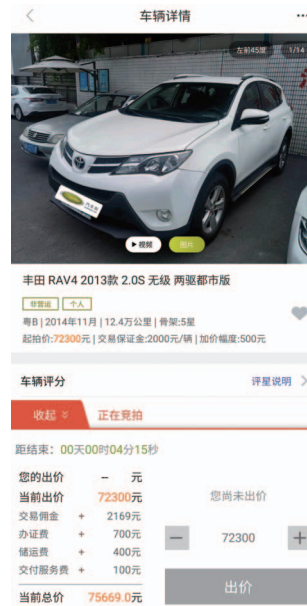 车辆详情
左前45度 1/14
视频 图片
丰田 RAV4 2013款 2.0S 无级 两驱都市版
非营运 个人
粤B | 2014年11月 | 12.4万公里 | 骨架:5星
起拍价:72300元 | 交易保证金:2000元/辆 | 加价幅度:500元
车辆评分 评星说明
收起 正在竞拍
距结束：00天00时04分15秒
您的出价 -- 元
当前出价 72300元 您尚未出价
交易佣金 + 2169元
办证费 + 700元 72300
储运费 + 400元
交付服务费 + 100元 出价
当前总价 75669.0元